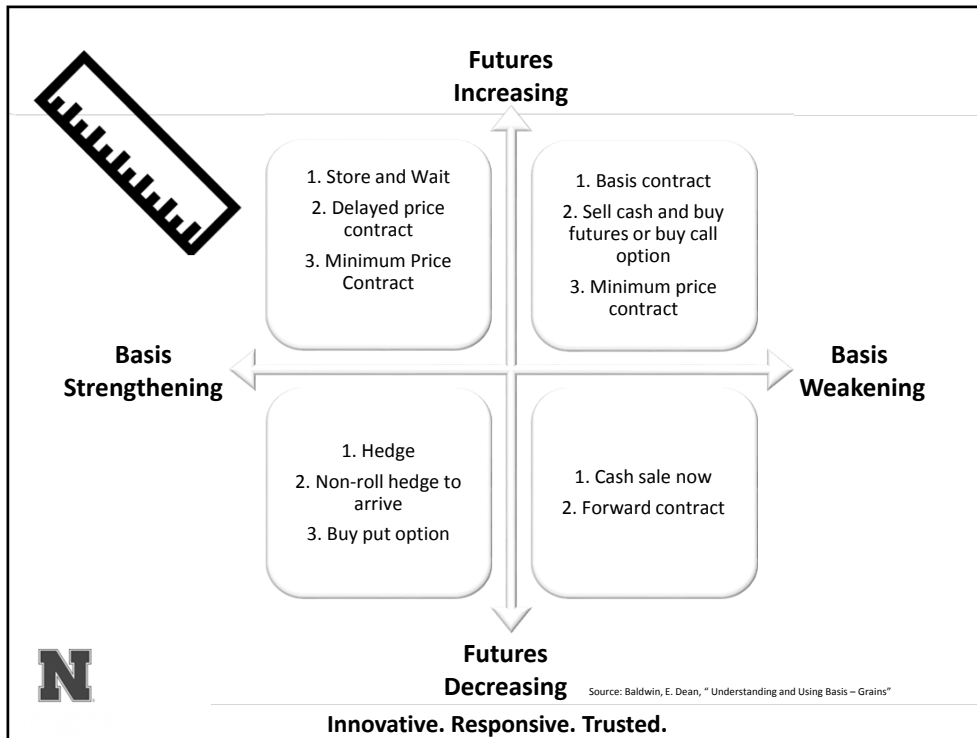 Futures
Increasing
1. Store and Wait
2. Delayed price
contract
3. Minimum Price
Contract
1. Basis contract
2. Sell cash and buy
futures or buy call
option
3. Minimum price
contract
Basis
Strengthening
Basis
Weakening
1. Hedge
2. Non-roll hedge to
arrive
3. Buy put option
1. Cash sale now
2. Forward contract
Futures
Decreasing
Source: Baldwin, E. Dean, “ Understanding and Using Basis – Grains”
N
Innovative. Responsive. Trusted.